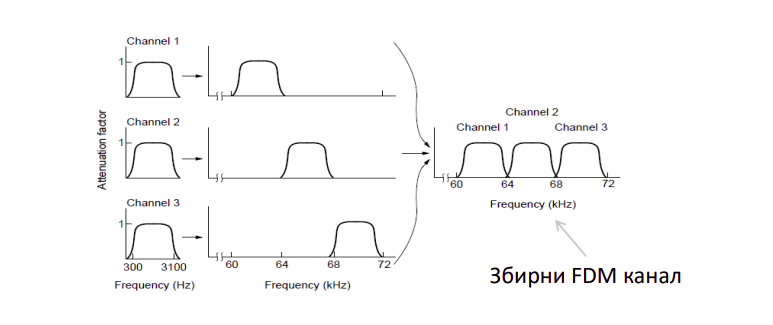 Channel 1
1
Channel 2
1
Channel 3
1
Attenuation factor
300 3100
Frequency (Hz)
60 64 68 72
Frequency (kHz)
Channel 2
Channel 1 Channel 3
60 64 68 72
Frequency (kHz)
Збирни FDM канал